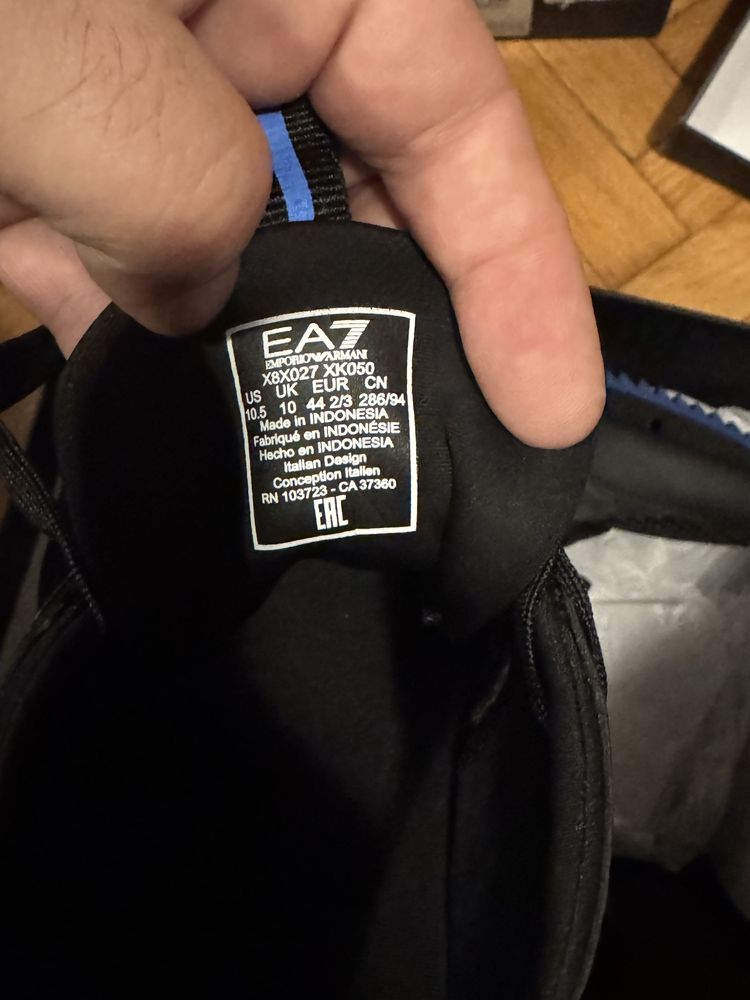 EA7
EMPORIO ARMANI
X8X027 XK050
US UK EUR CN
10.5 10 44 2/3 286/94
Made in INDONESIA
Fabriqué en INDONÉSIE
Hecho en INDONESIA
Italian Design
Conception Italien
RN 103723 - CA 37360
EAC